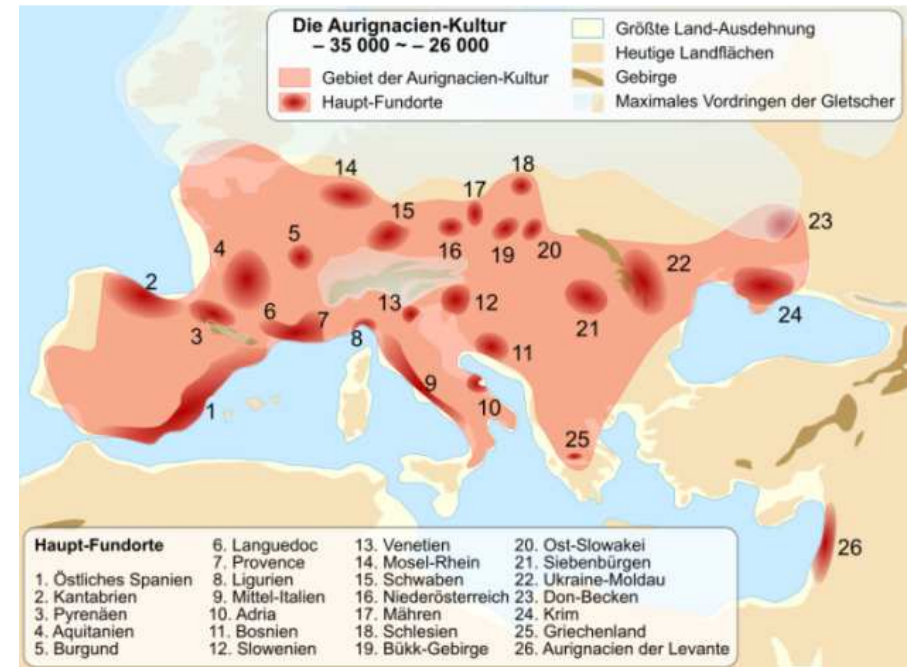 Die Aurignacien-Kultur
– 35 000 ~ – 26 000
Gebiet der Aurignacien-Kultur
Haupt-Fundorte
Größte Land-Ausdehnung
Heutige Landflächen
Gebirge
Maximales Vordringen der Gletscher
14
18
17
15
5
4
16
19
20
23
22
2
13
12
6
7
3
8
21
24
11
9
1
10
25
26
Haupt-Fundorte
1. Östliches Spanien
2. Kantabrien
3. Pyrenäen
4. Aquitanien
5. Burgund
6. Languedoc
7. Provence
8. Ligurien
9. Mittel-Italien
10. Adria
11. Bosnien
12. Slowenien
13. Venetien
14. Mosel-Rhein
15. Schwaben
16. Niederösterreich
17. Mähren
18. Schlesien
19. Bükk-Gebirge
20. Ost-Slowakei
21. Siebenbürgen
22. Ukraine-Moldau
23. Don-Becken
24. Krim
25. Griechenland
26. Aurignacien der Levante